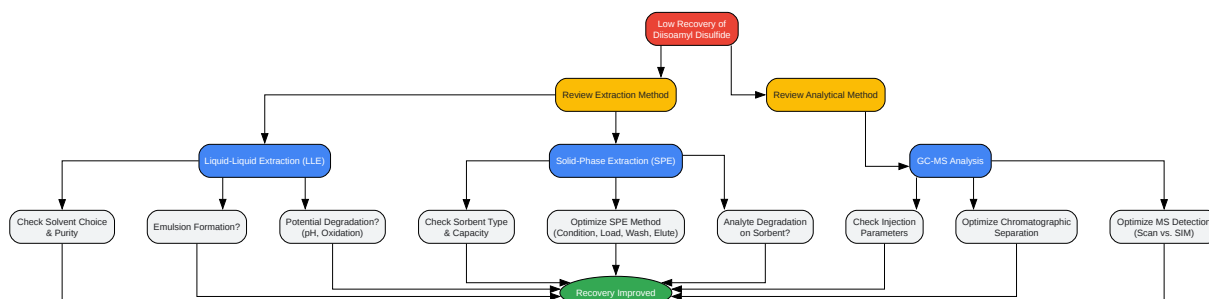 Low Recovery of
Diisoamyl Disulfide
Review Extraction Method
Review Analytical Method
Liquid-Liquid Extraction (LLE)
Solid-Phase Extraction (SPE)
GC-MS Analysis
Check Solvent Choice
& Purity
Emulsion Formation?
Potential Degradation?
(pH, Oxidation)
Check Sorbent Type
& Capacity
Optimize SPE Method
(Condition, Load, Wash, Elute)
Analyte Degradation
on Sorbent?
Check Injection
Parameters
Optimize Chromatographic
Separation
Optimize MS Detection
(Scan vs. SIM)
Recovery Improved